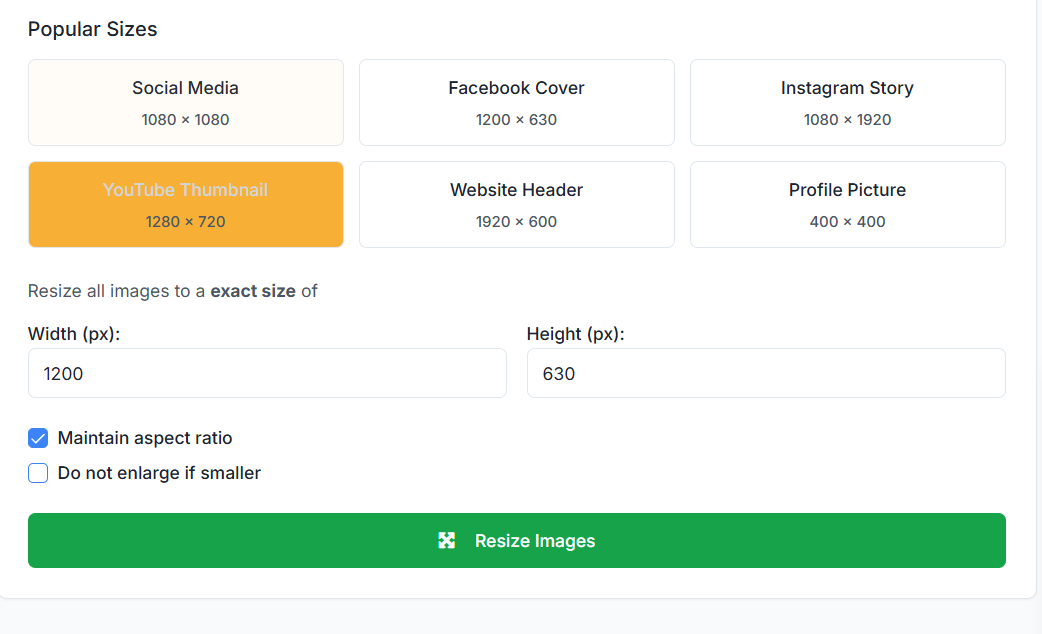 Popular Sizes
Social Media
1080 × 1080
Facebook Cover
1200 × 630
Instagram Story
1080 × 1920
YouTube Thumbnail
1280 × 720
Website Header
1920 × 600
Profile Picture
400 × 400
Resize all images to a exact size of
Width (px):
1200
Height (px):
630
Maintain aspect ratio
Do not enlarge if smaller
Resize Images